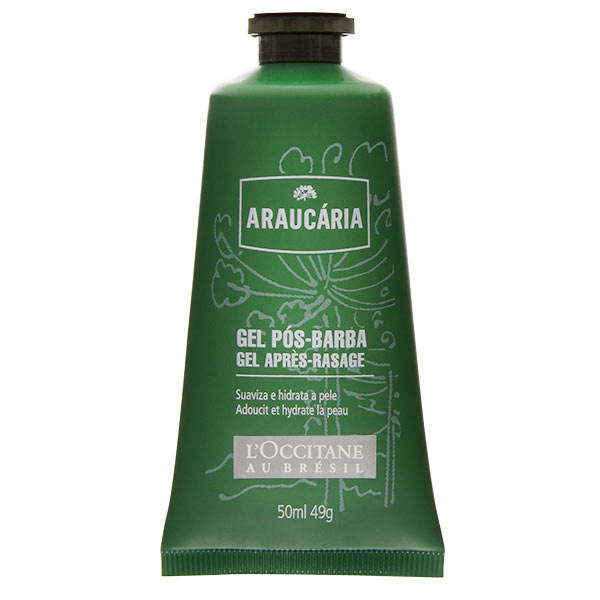 ARAUCÁRIA
GEL PÓS-BARBA
GEL APRÈS-RASAGE
Suaviza e hidrata a pele
Adoucit et hydrate la peau
L'OCCITANE
AU BRÉSIL
50ml 49g